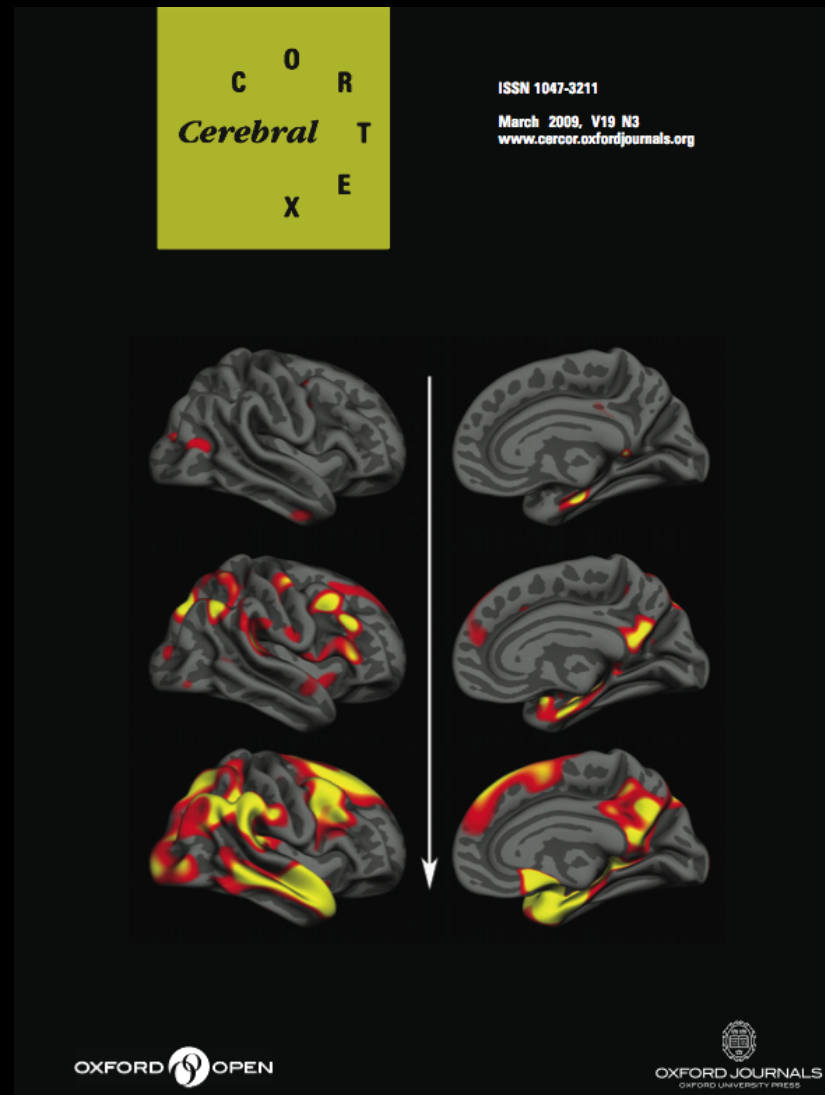 CORTEX
Cerebral
ISSN 1047-3211
March 2009, V19 N3
www.cercor.oxfordjournals.org
OXFORD OPEN
OXFORD JOURNALS
OXFORD UNIVERSITY PRESS